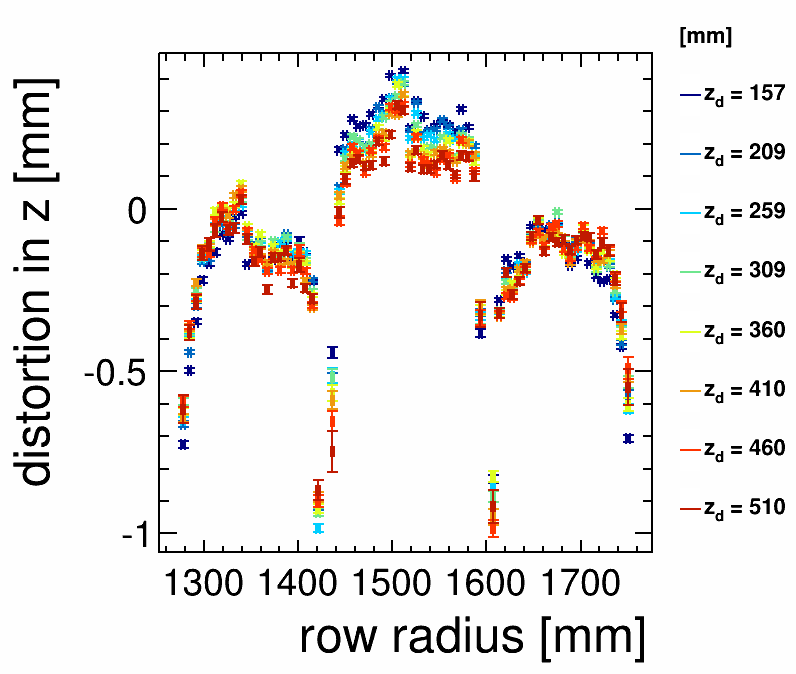 [mm]
distortion in z [mm]
0
-0.5
-1
1300 1400 1500 1600 1700
row radius [mm]
z_d = 157
z_d = 209
z_d = 259
z_d = 309
z_d = 360
z_d = 410
z_d = 460
z_d = 510